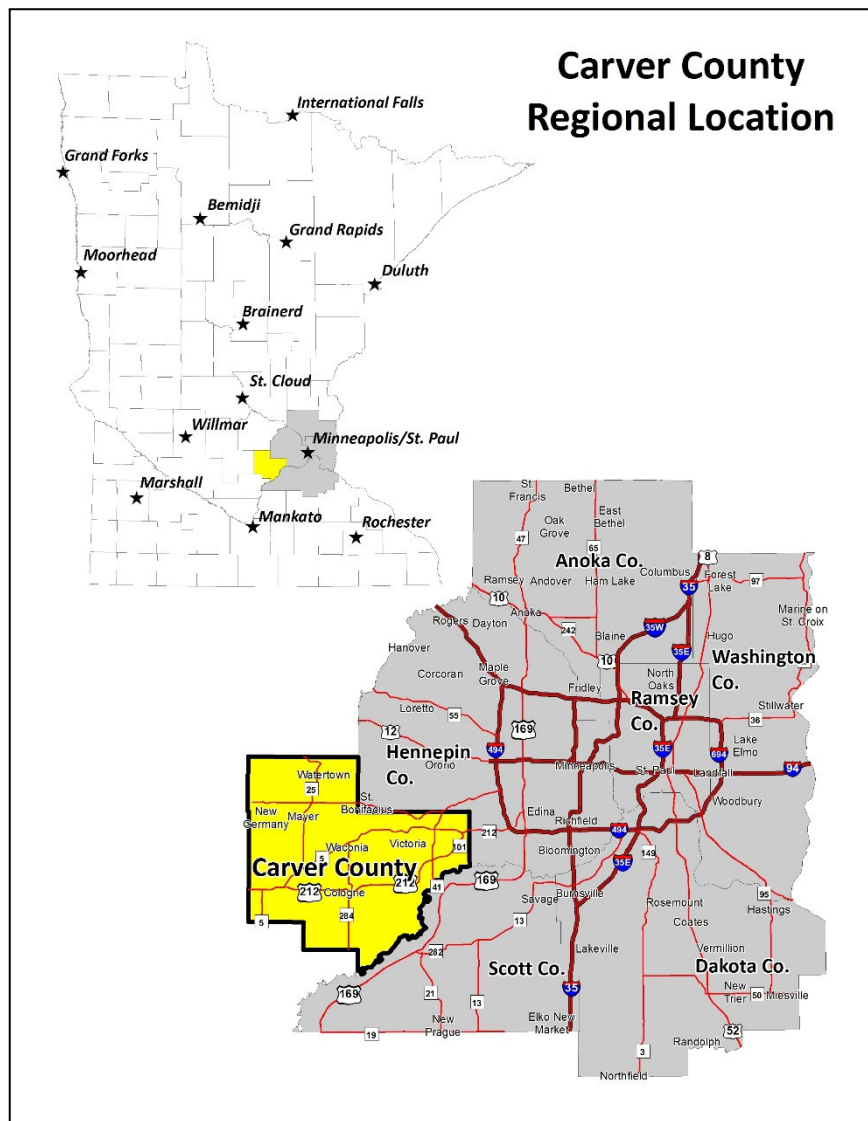 Carver County
Regional Location
International Falls
Grand Forks
Bemidji
Grand Rapids
Moorhead
Duluth
Brainerd
St. Cloud
Willmar
Minneapolis/St. Paul
Marshall
Mankato
Rochester
St.
Francis
Bethel
East
Bethel
Oak
Grove
47
65
Anoka Co.
8
Columbus
Ramsey
Andover
Ham Lake
35
Forest
Lake
97
10
Anoka
Marine on
St. Croix
Rogers
Dayton
242
Blaine
35W
Hugo
Hanover
35E
10
Washington
Co.
Corcoran
Maple
Grove
Fridley
North
Oaks
Ramsey
Co.
Loretto
55
Stillwater
12
169
36
Hennepin
Co.
494
35E
694
Lake
Elmo
Orono
Minneapolis
St. Paul
Landfall
94
Watertown
25
St.
Bonifacius
Woodbury
New
Germany
Mayer
Edina
Richfield
212
494
Waconia
Victoria
101
Bloomington
5
149
35E
Carver County
169
212
Cologne
212
41
Savage
Burnsville
Rosemount
95
Hastings
5
284
13
Coates
282
Lakeville
Vermillion
Scott Co.
Dakota Co.
169
21
13
35
New
Trier
50
Miesville
19
New
Prague
Elko New
Market
52
Randolph
3
Northfield